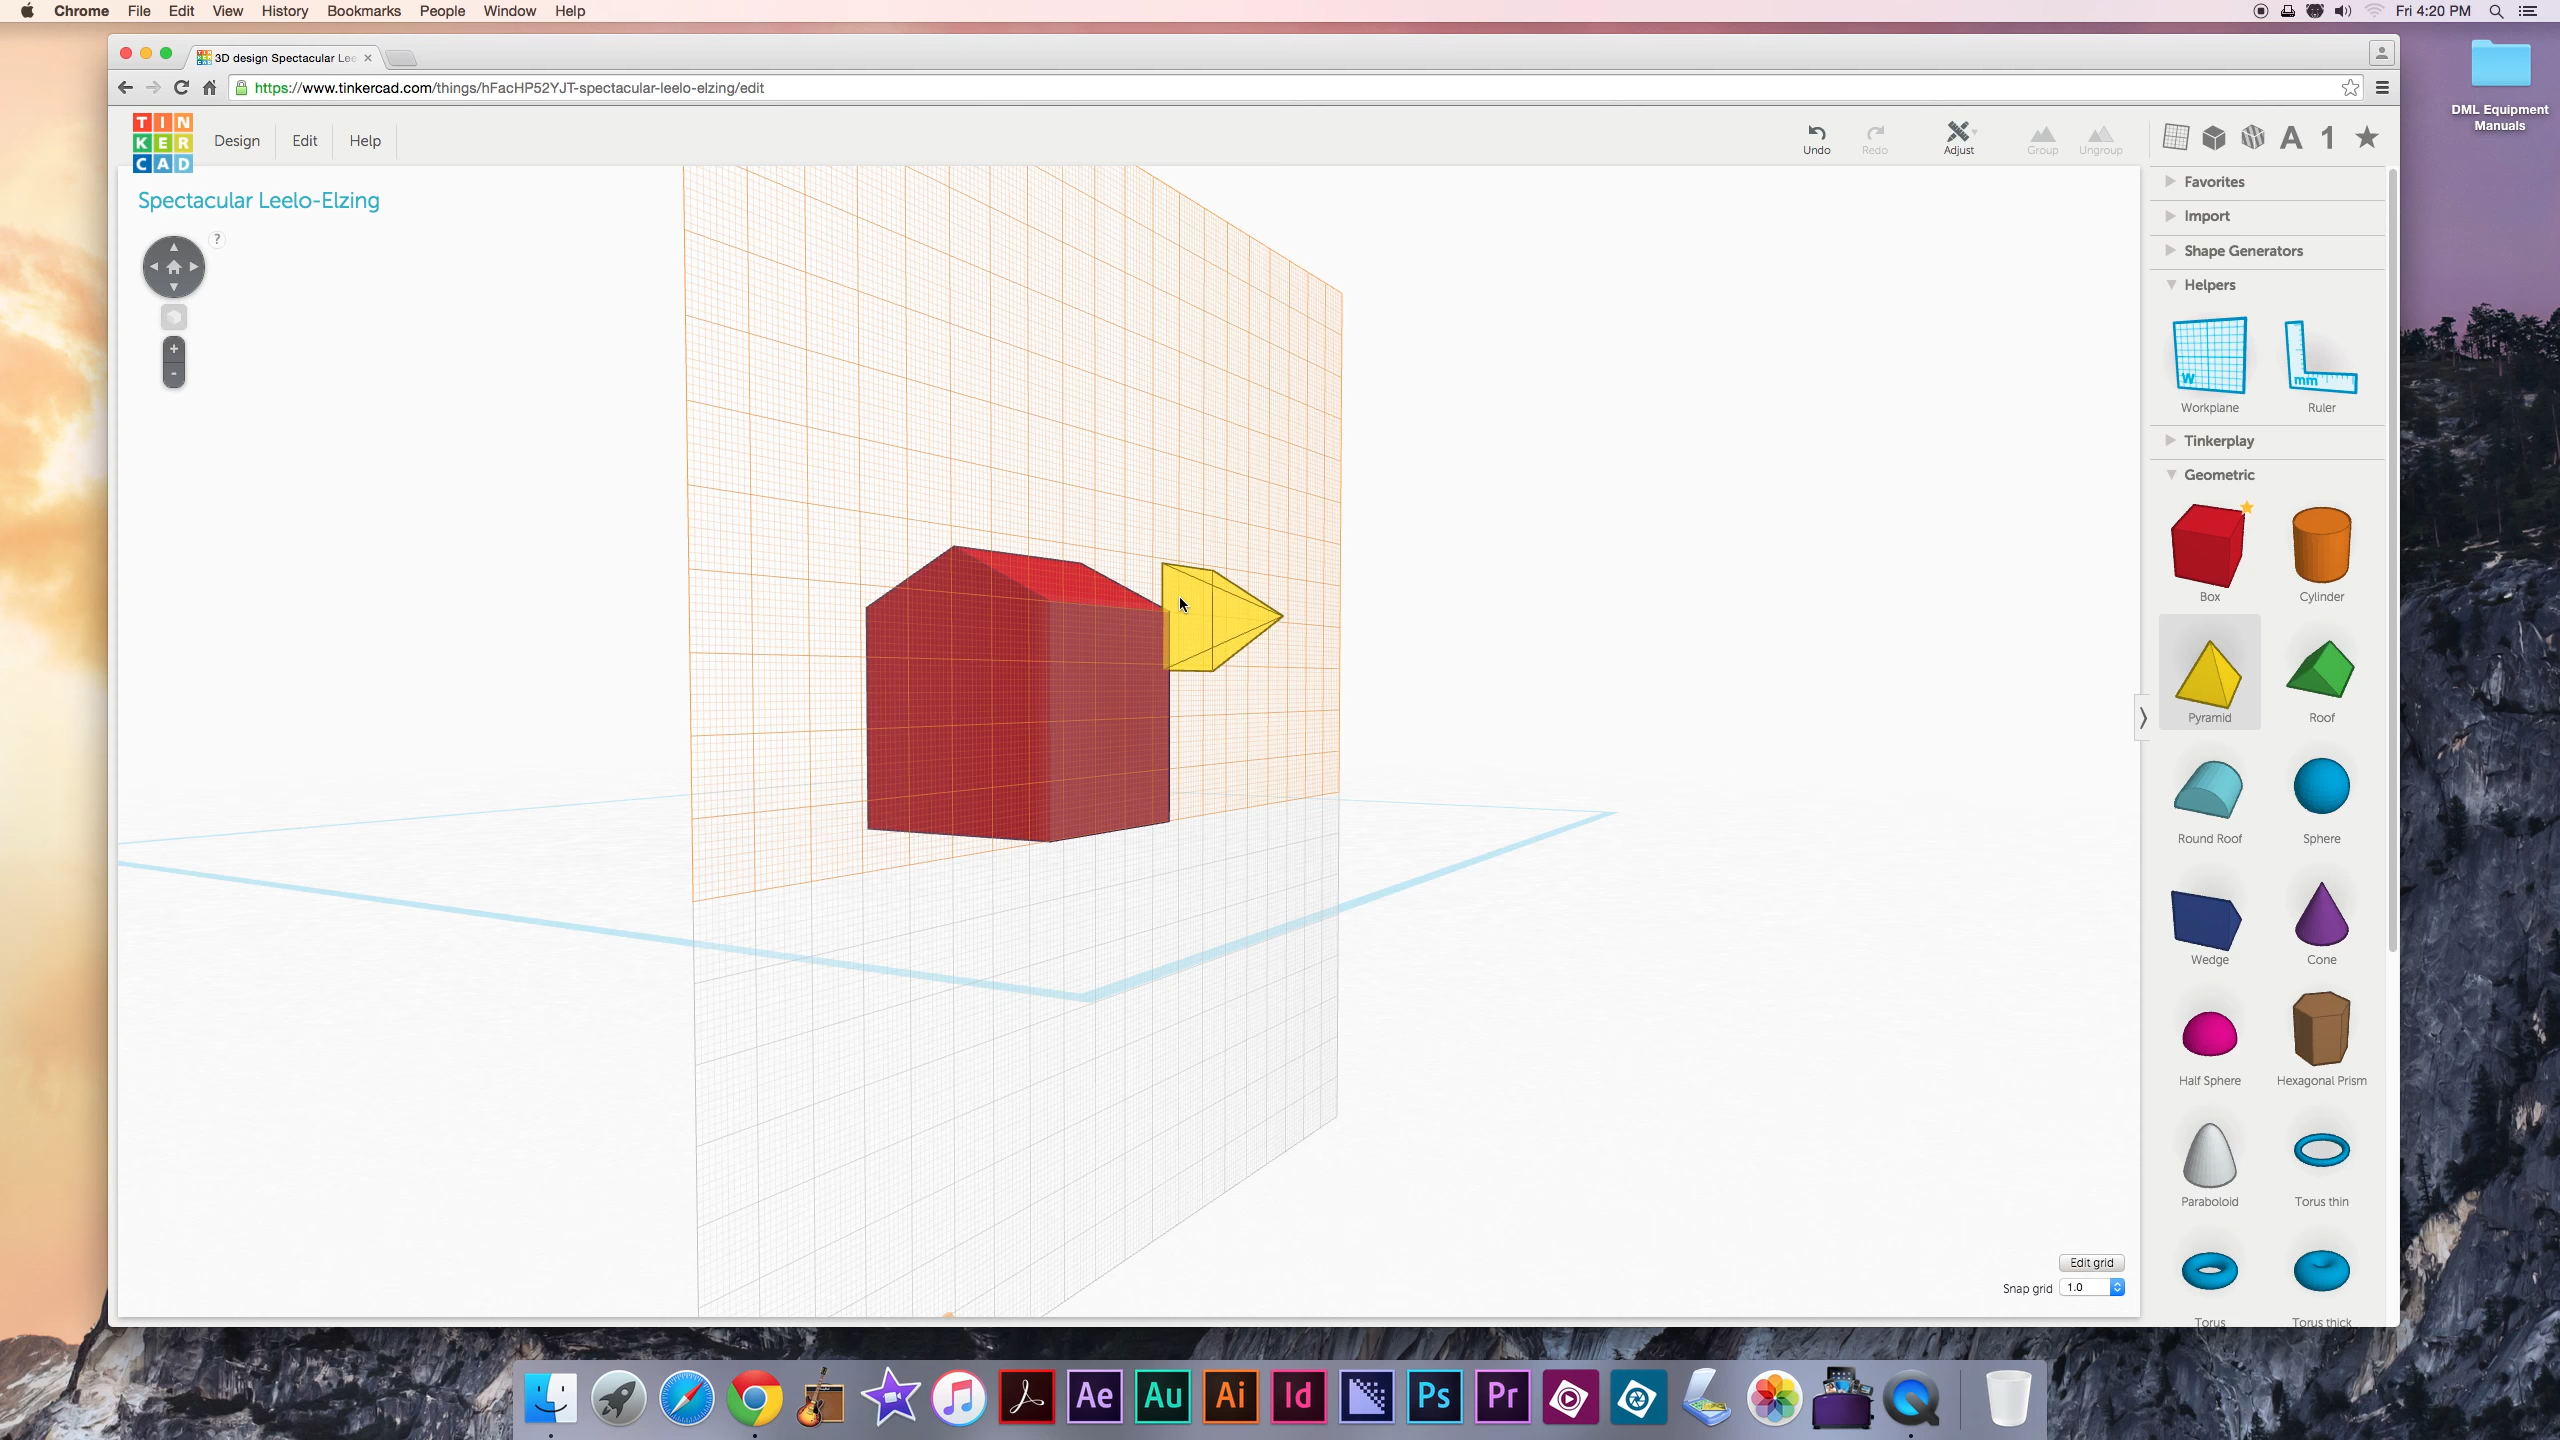 Chrome File Edit View History Bookmarks People Window Help Fri 4:20 PM
3D design Spectacular Lee
https://www.tinkercad.com/things/hFacHP52YJT-spectacular-leelo-elzing/edit
DML Equipment
Manuals
TIN
KER
CAD
Design Edit Help Undo Redo Adjust Group Ungroup A 1
Spectacular Leelo-Elzing
?
+
-
Favorites
Import
Shape Generators
Helpers
W mm
Workplane Ruler
Tinkerplay
Geometric
Box Cylinder
Pyramid Roof
Round Roof Sphere
Wedge Cone
Half Sphere Hexagonal Prism
Paraboloid Torus thin
Torus Torus thick
Edit grid
Snap grid 1.0
Ae Au Ai Id Ps Pr